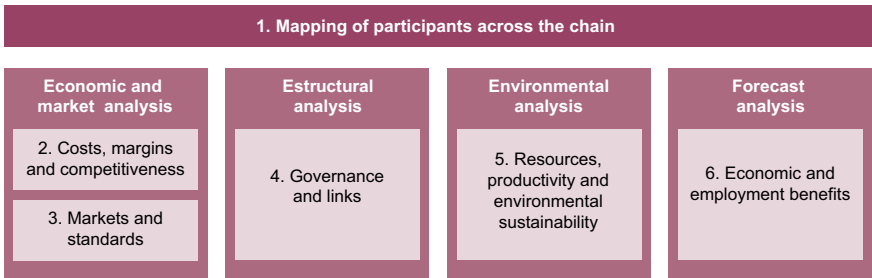 1. Mapping of participants across the chain
Economic and
market analysis
2. Costs, margins
and competitiveness
3. Markets and
standards
Estructural
analysis
4. Governance
and links
Environmental
analysis
5. Resources,
productivity and
environmental
sustainability
Forecast
analysis
6. Economic and
employment benefits